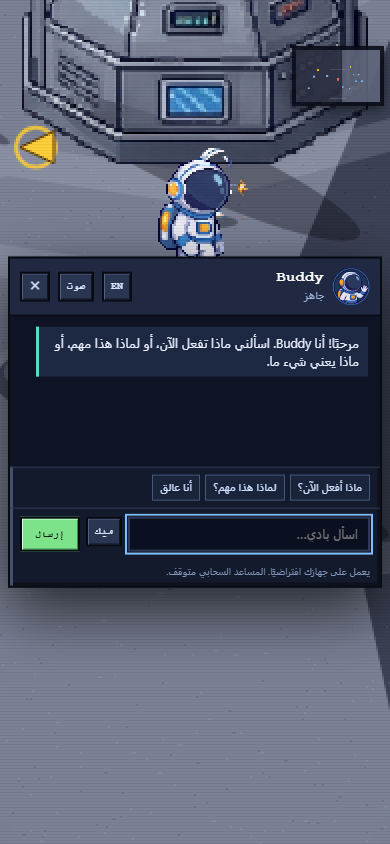 Buddy
جاهز
صوت
EN
×
مرحبًا! أنا Buddy. اسألني ماذا تفعل الآن، أو لماذا هذا مهم، أو
ماذا يعني شيء ما.
ماذا أفعل الآن؟
لماذا هذا مهم؟
أنا عالق
اسأل بادي...
ميك
إرسال
يعمل على جهازك افتراضيًا. المساعد السحابي متوقف.